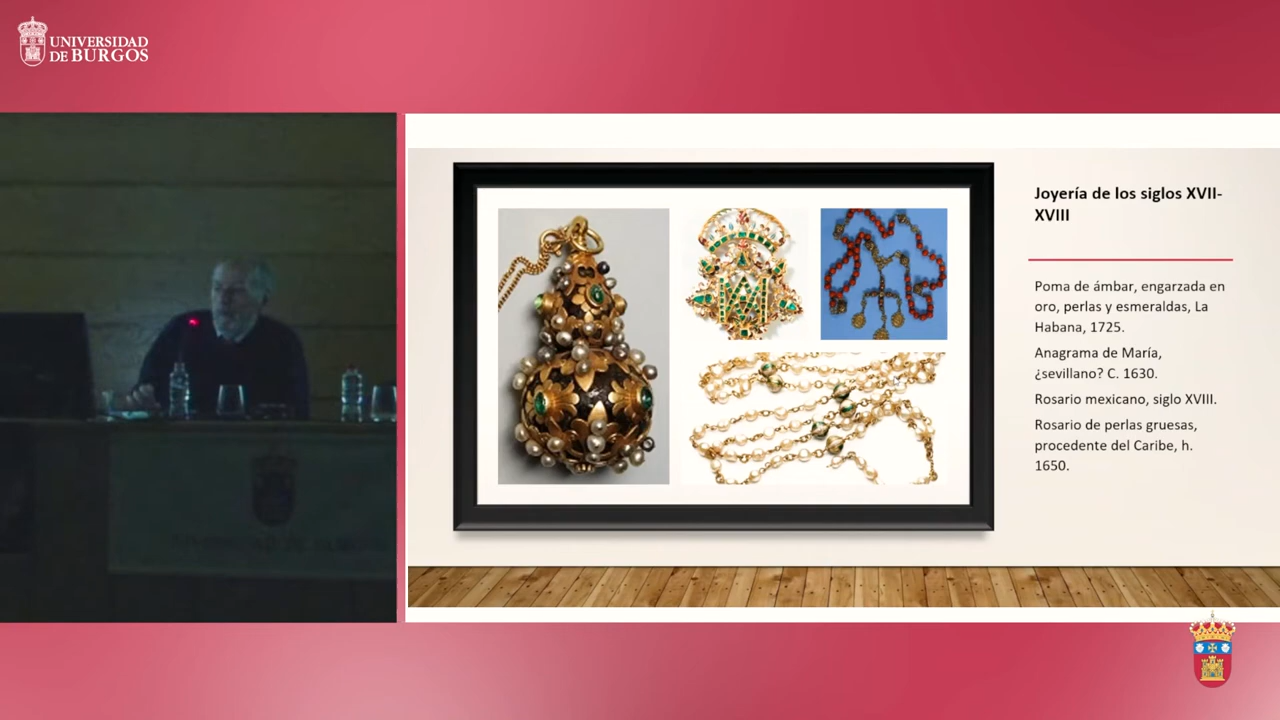 UNIVERSIDAD
DE BURGOS
Joyería de los siglos XVII-
XVIII
Poma de ámbar, engarzada en
oro, perlas y esmeraldas, La
Habana, 1725.
Anagrama de María,
¿sevillano? C. 1630.
Rosario mexicano, siglo XVIII.
Rosario de perlas gruesas,
procedente del Caribe, h.
1650.